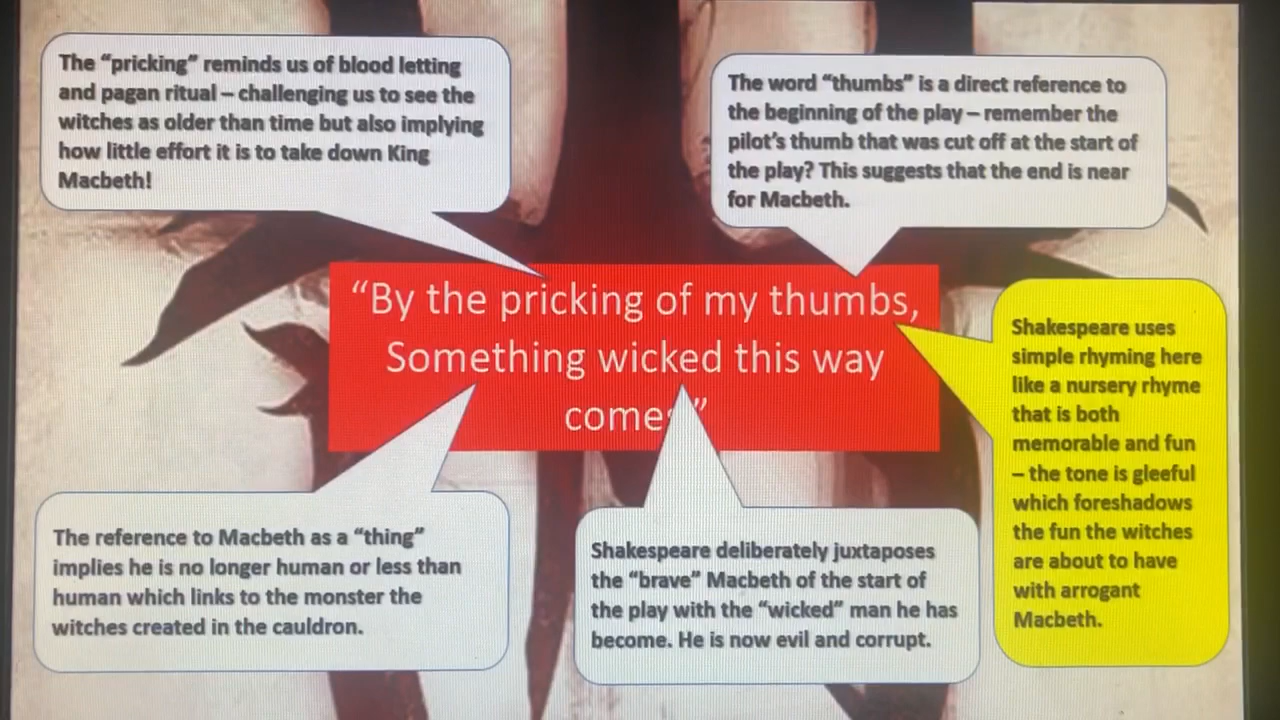 The “pricking” reminds us of blood letting
and pagan ritual – challenging us to see the
witches as older than time but also implying
how little effort it is to take down King
Macbeth!
The word “thumbs” is a direct reference to
the beginning of the play – remember the
pilot’s thumb that was cut off at the start of
the play? This suggests that the end is near
for Macbeth.
“By the pricking of my thumbs,
Something wicked this way
comes”
Shakespeare uses
simple rhyming here
like a nursery rhyme
that is both
memorable and fun
– the tone is gleeful
which foreshadows
the fun the witches
are about to have
with arrogant
Macbeth.
The reference to Macbeth as a “thing”
implies he is no longer human or less than
human which links to the monster the
witches created in the cauldron.
Shakespeare deliberately juxtaposes
the “brave” Macbeth of the start of
the play with the “wicked” man he has
become. He is now evil and corrupt.